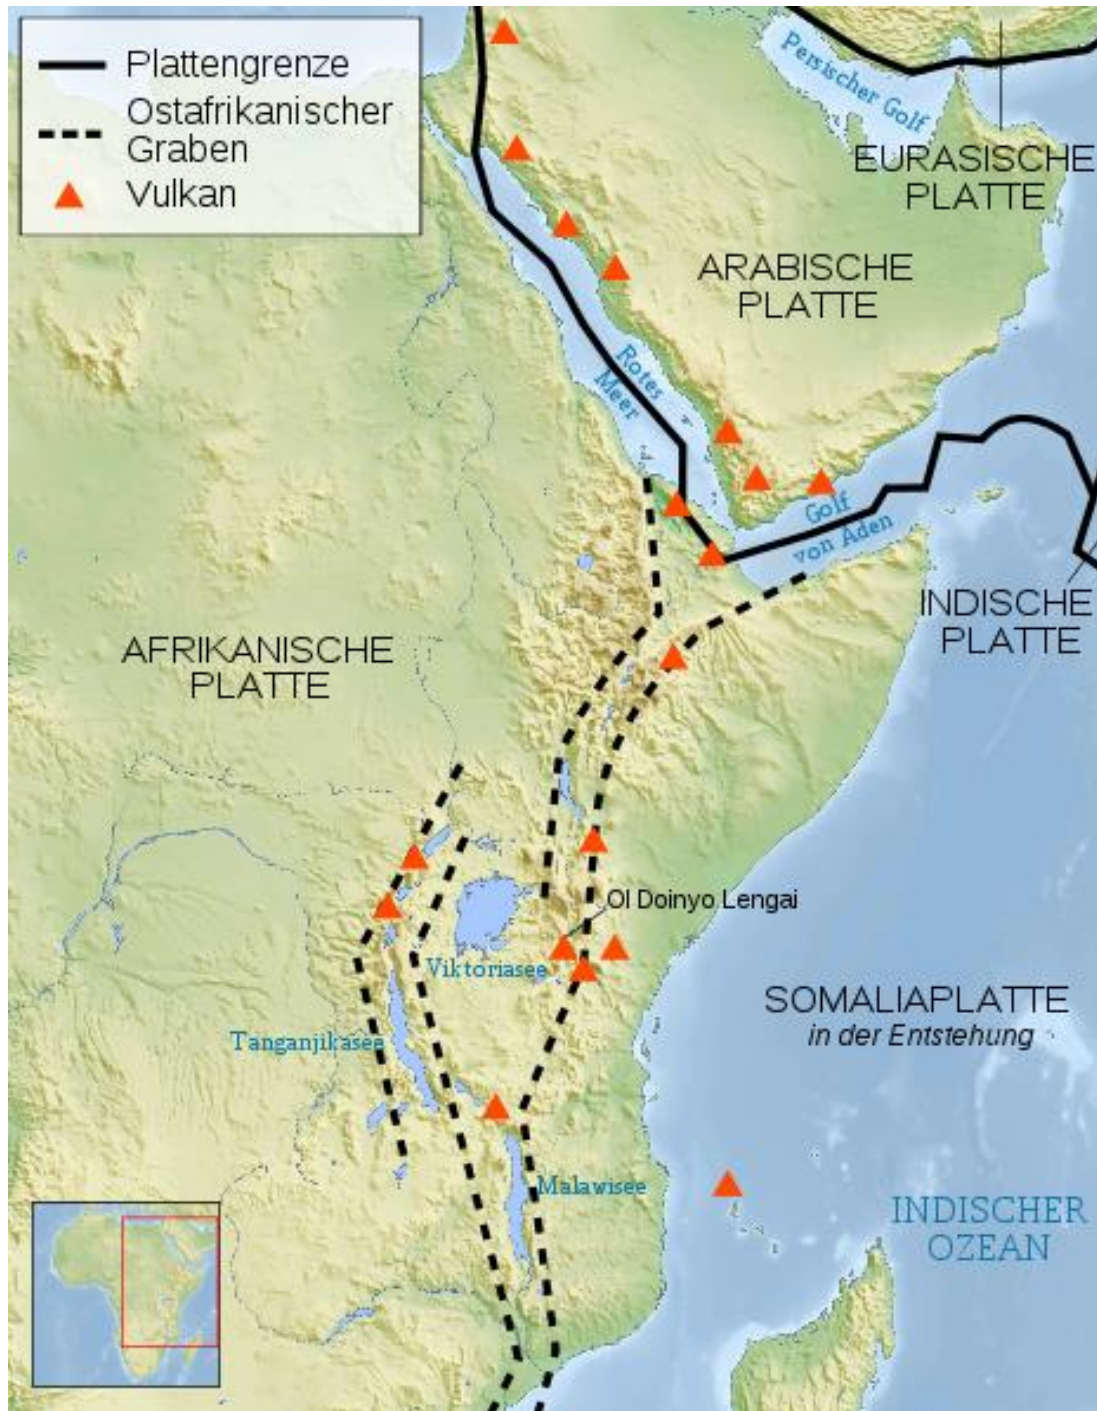 Plattengrenze
Ostafrikanischer
Graben
Vulkan
Persischer Golf
EURASISCHE
PLATTE
ARABISCHE
PLATTE
Rotes
Meer
Golf
von Aden
INDISCHE
PLATTE
AFRIKANISCHE
PLATTE
Ol Doinyo Lengai
Viktoriasee
SOMALIAPLATTE
in der Entstehung
Tanganjikasee
Malawisee
INDISCHER
OZEAN